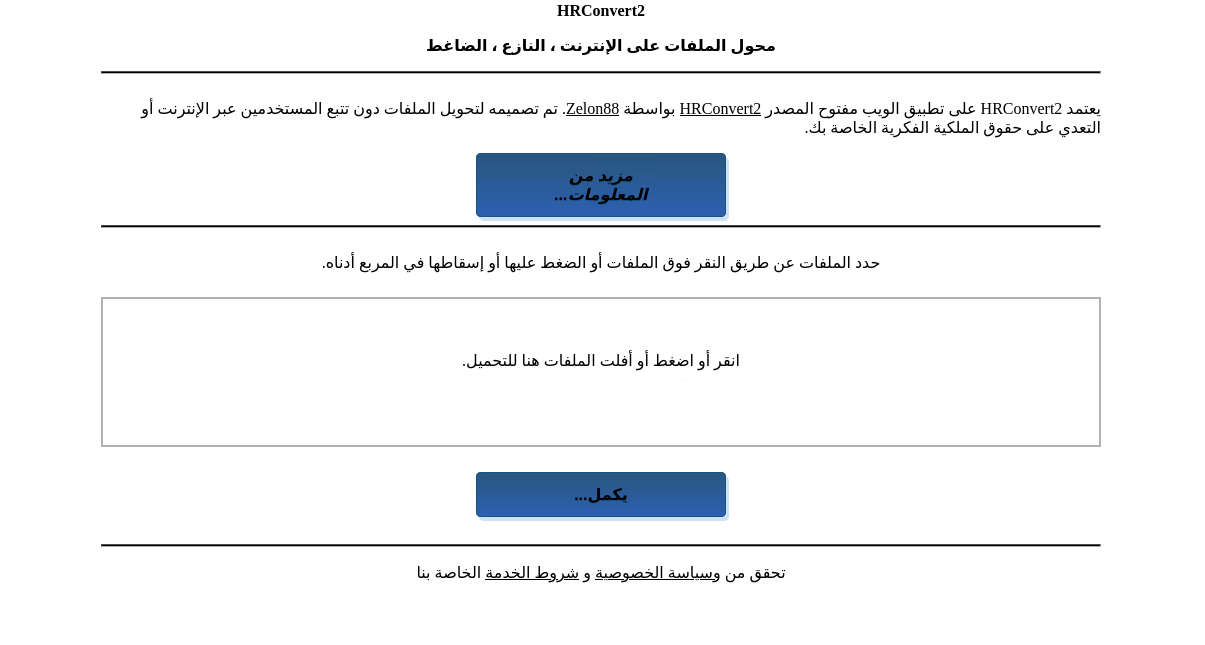 HRConvert2
محول الملفات على الإنترنت ، النازع ، الضاغط
يعتمد HRConvert2 على تطبيق الويب مفتوح المصدر HRConvert2 بواسطة Zelon88. تم تصميمه لتحويل الملفات دون تتبع المستخدمين عبر الإنترنت أو
التعدي على حقوق الملكية الفكرية الخاصة بك.
مزيد من
المعلومات...
حدد الملفات عن طريق النقر فوق الملفات أو الضغط عليها أو إسقاطها في المربع أدناه.
انقر أو اضغط أو أفلت الملفات هنا للتحميل.
يكمل...
تحقق من وسياسة الخصوصية و شروط الخدمة الخاصة بنا